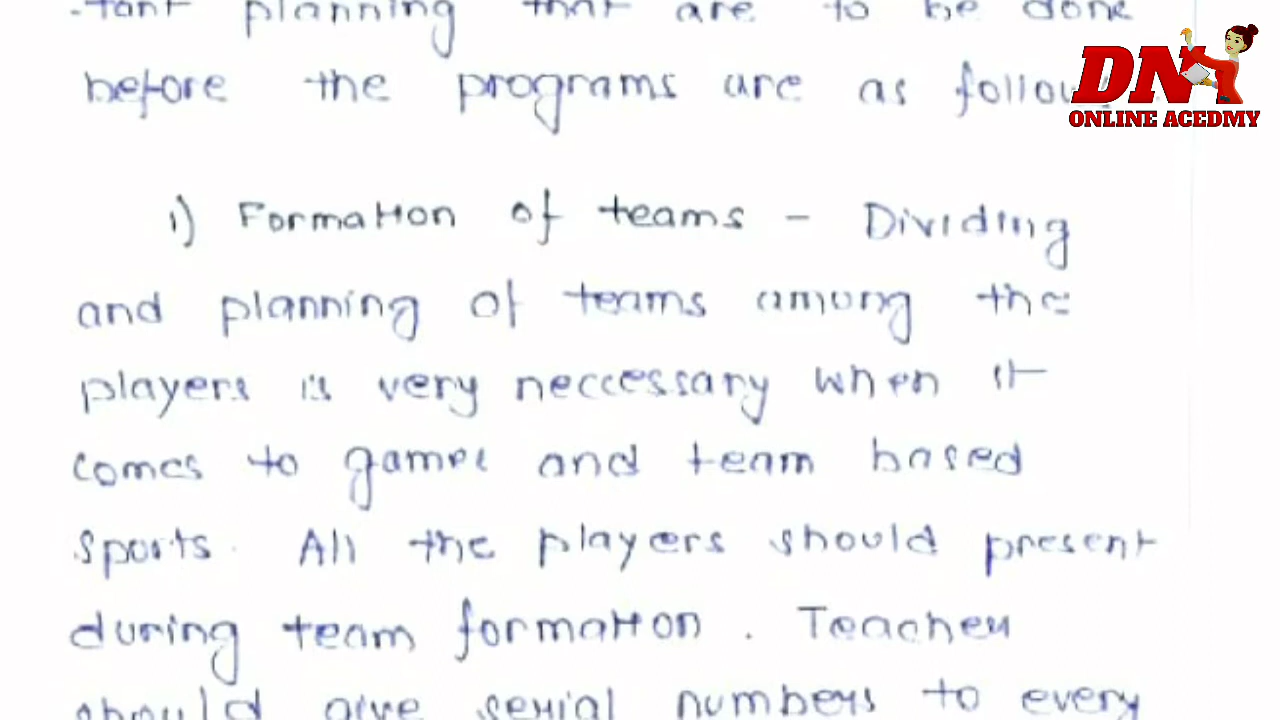 -tant planning that are to be done
before the programs are as follow
DN
ONLINE ACEDMY
1) Formation of teams - Dividing
and planning of teams among the
players is very neccessary when it
comes to games and team based
sports. All the players should present
during team formation. Teacher
should give serial numbers to every